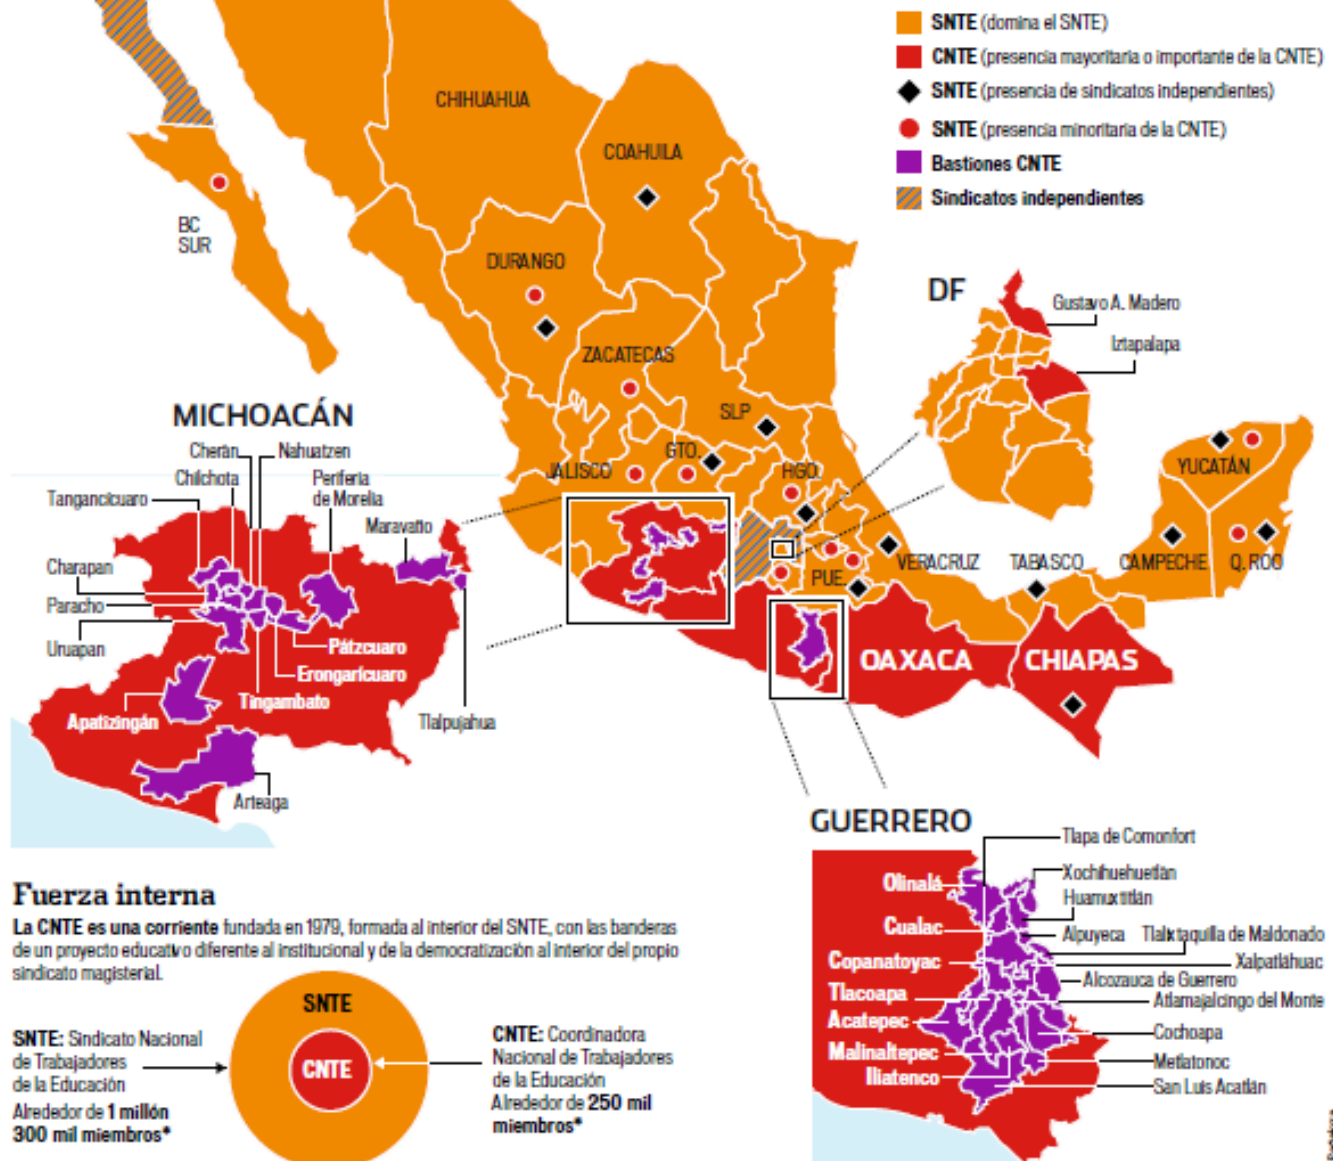 SNTE (domina el SNTE)
CNTE (presencia mayoritaria o importante de la CNTE)
SNTE (presencia de sindicatos independientes)
SNTE (presencia minoritaria de la CNTE)
Bastiones CNTE
Sindicatos independientes
CHIHUAHUA
COAHUILA
BC
SUR
DURANGO
ZACATECAS
SLP
JALISCO
GTO.
HGO.
PUE.
VERACRUZ
TABASCO
CAMPECHE
YUCATÁN
Q. ROO
OAXACA
CHIAPAS
DF
Gustavo A. Madero
Iztapalapa
MICHOACÁN
Cherán
Nahuatzen
Chilchota
Periferia
de Morelia
Tangancícuaro
Maravatío
Charapan
Paracho
Uruapan
Pátzcuaro
Erongarícuaro
Tingambato
Apatizingán
Tlalpujahua
Arteaga
GUERRERO
Tlapa de Comonfort
Olinalá
Xochihuehuetlán
Huamuxtitlán
Cualac
Alpuyeca
Tlalixtaquilla de Maldonado
Copanatoyac
Xalpatláhuac
Alcozauca de Guerrero
Tlacoapa
Atlamajalcingo del Monte
Acatepec
Cochoapa
Malinaltepec
Metlatonoc
Iliatenco
San Luis Acatlán
Fuerza interna
La CNTE es una corriente fundada en 1979, formada al interior del SNTE, con las banderas
de un proyecto educativo diferente al institucional y de la democratización al interior del propio
sindicato magisterial.
SNTE
CNTE
SNTE: Sindicato Nacional
de Trabajadores
de la Educación
Alrededor de 1 millón
300 mil miembros*
CNTE: Coordinadora
Nacional de Trabajadores
de la Educación
Alrededor de 250 mil
miembros*